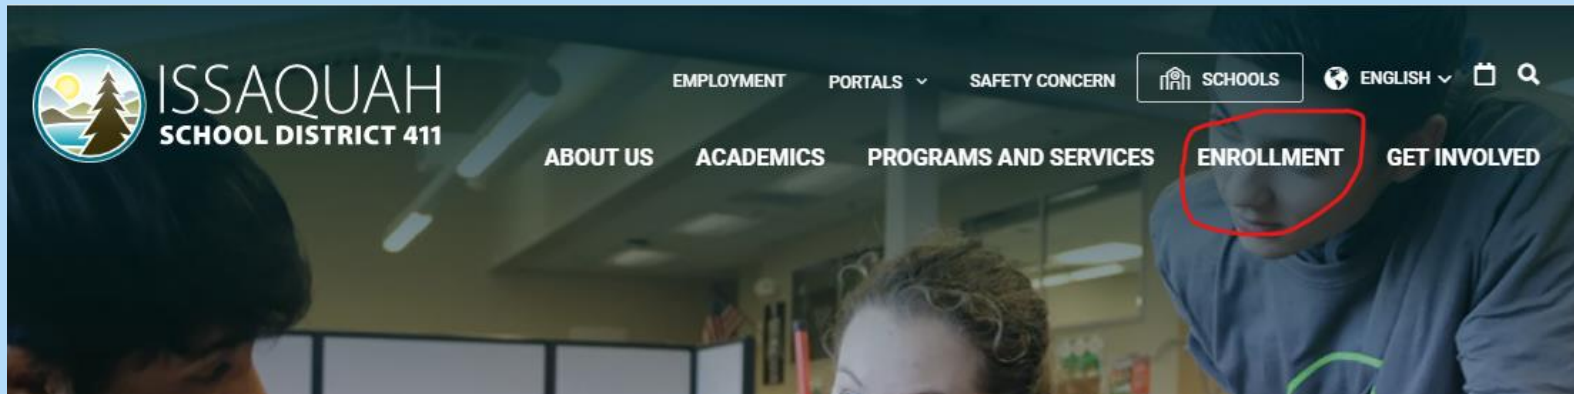 ISSAQUAH
SCHOOL DISTRICT 411
EMPLOYMENT PORTALS SAFETY CONCERN SCHOOLS ENGLISH
ABOUT US ACADEMICS PROGRAMS AND SERVICES ENROLLMENT GET INVOLVED